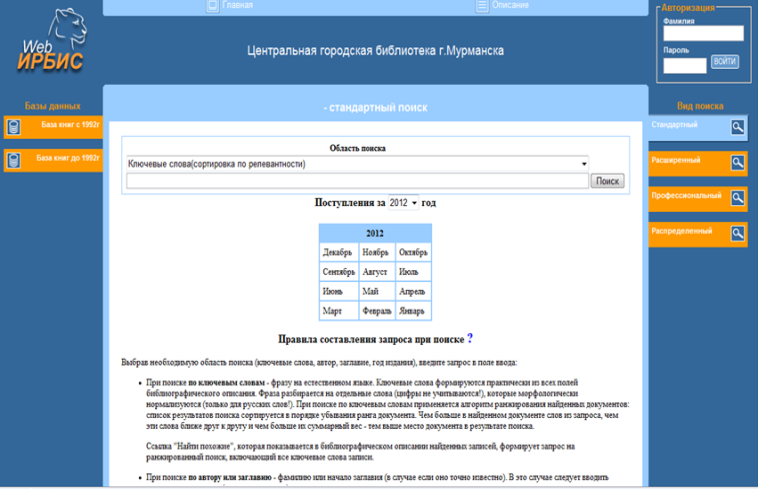 Главная
Описание
Авторизация
Фамилия
Пароль
ВОЙТИ
Web
ИРБИС
Центральная городская библиотека г.Мурманска
Базы данных
База книг с 1992г
База книг до 1992г
- стандартный поиск
Вид поиска
Стандартный
Расширенный
Профессиональный
Распределенный
Область поиска
Ключевые слова(сортировка по релевантности)
Поиск
Поступления за 2012 год
2012
Декабрь Ноябрь Октябрь
Сентябрь Август Июль
Июнь Май Апрель
Март Февраль Январь
Правила составления запроса при поиске ?
Выбрав необходимую область поиска (ключевые слова, автор, заглавие, год издания), введите запрос в поле ввода:
• При поиске по ключевым словам - фразу на естественном языке. Ключевые слова формируются практически из всех полей
библиографического описания. Фраза разбирается на отдельные слова (цифры не учитываются!), которые морфологически
нормализуются (только для русских слов!). При поиске по ключевым словам применяется алгоритм ранжирования найденных документов:
список результатов поиска сортируется в порядке убывания ранга документа. Чем больше в найденном документе слов из запроса, чем
эти слова ближе друг к другу и чем больше их суммарный вес - тем выше место документа в результате поиска.
Ссылка "Найти похожие", которая показывается в библиографическом описании найденных записей, формирует запрос на
ранжированный поиск, включающий все ключевые слова записи.
• При поиске по автору или заглавию - фамилию или начало заглавия (в случае если оно точно известно). В это случае следует вводить